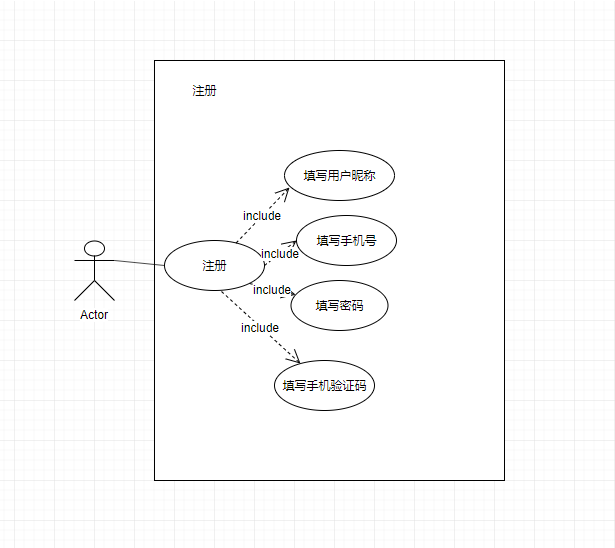 注册
填写用户昵称
include
填写手机号
include
注册
include
填写密码
Actor
include
填写手机验证码